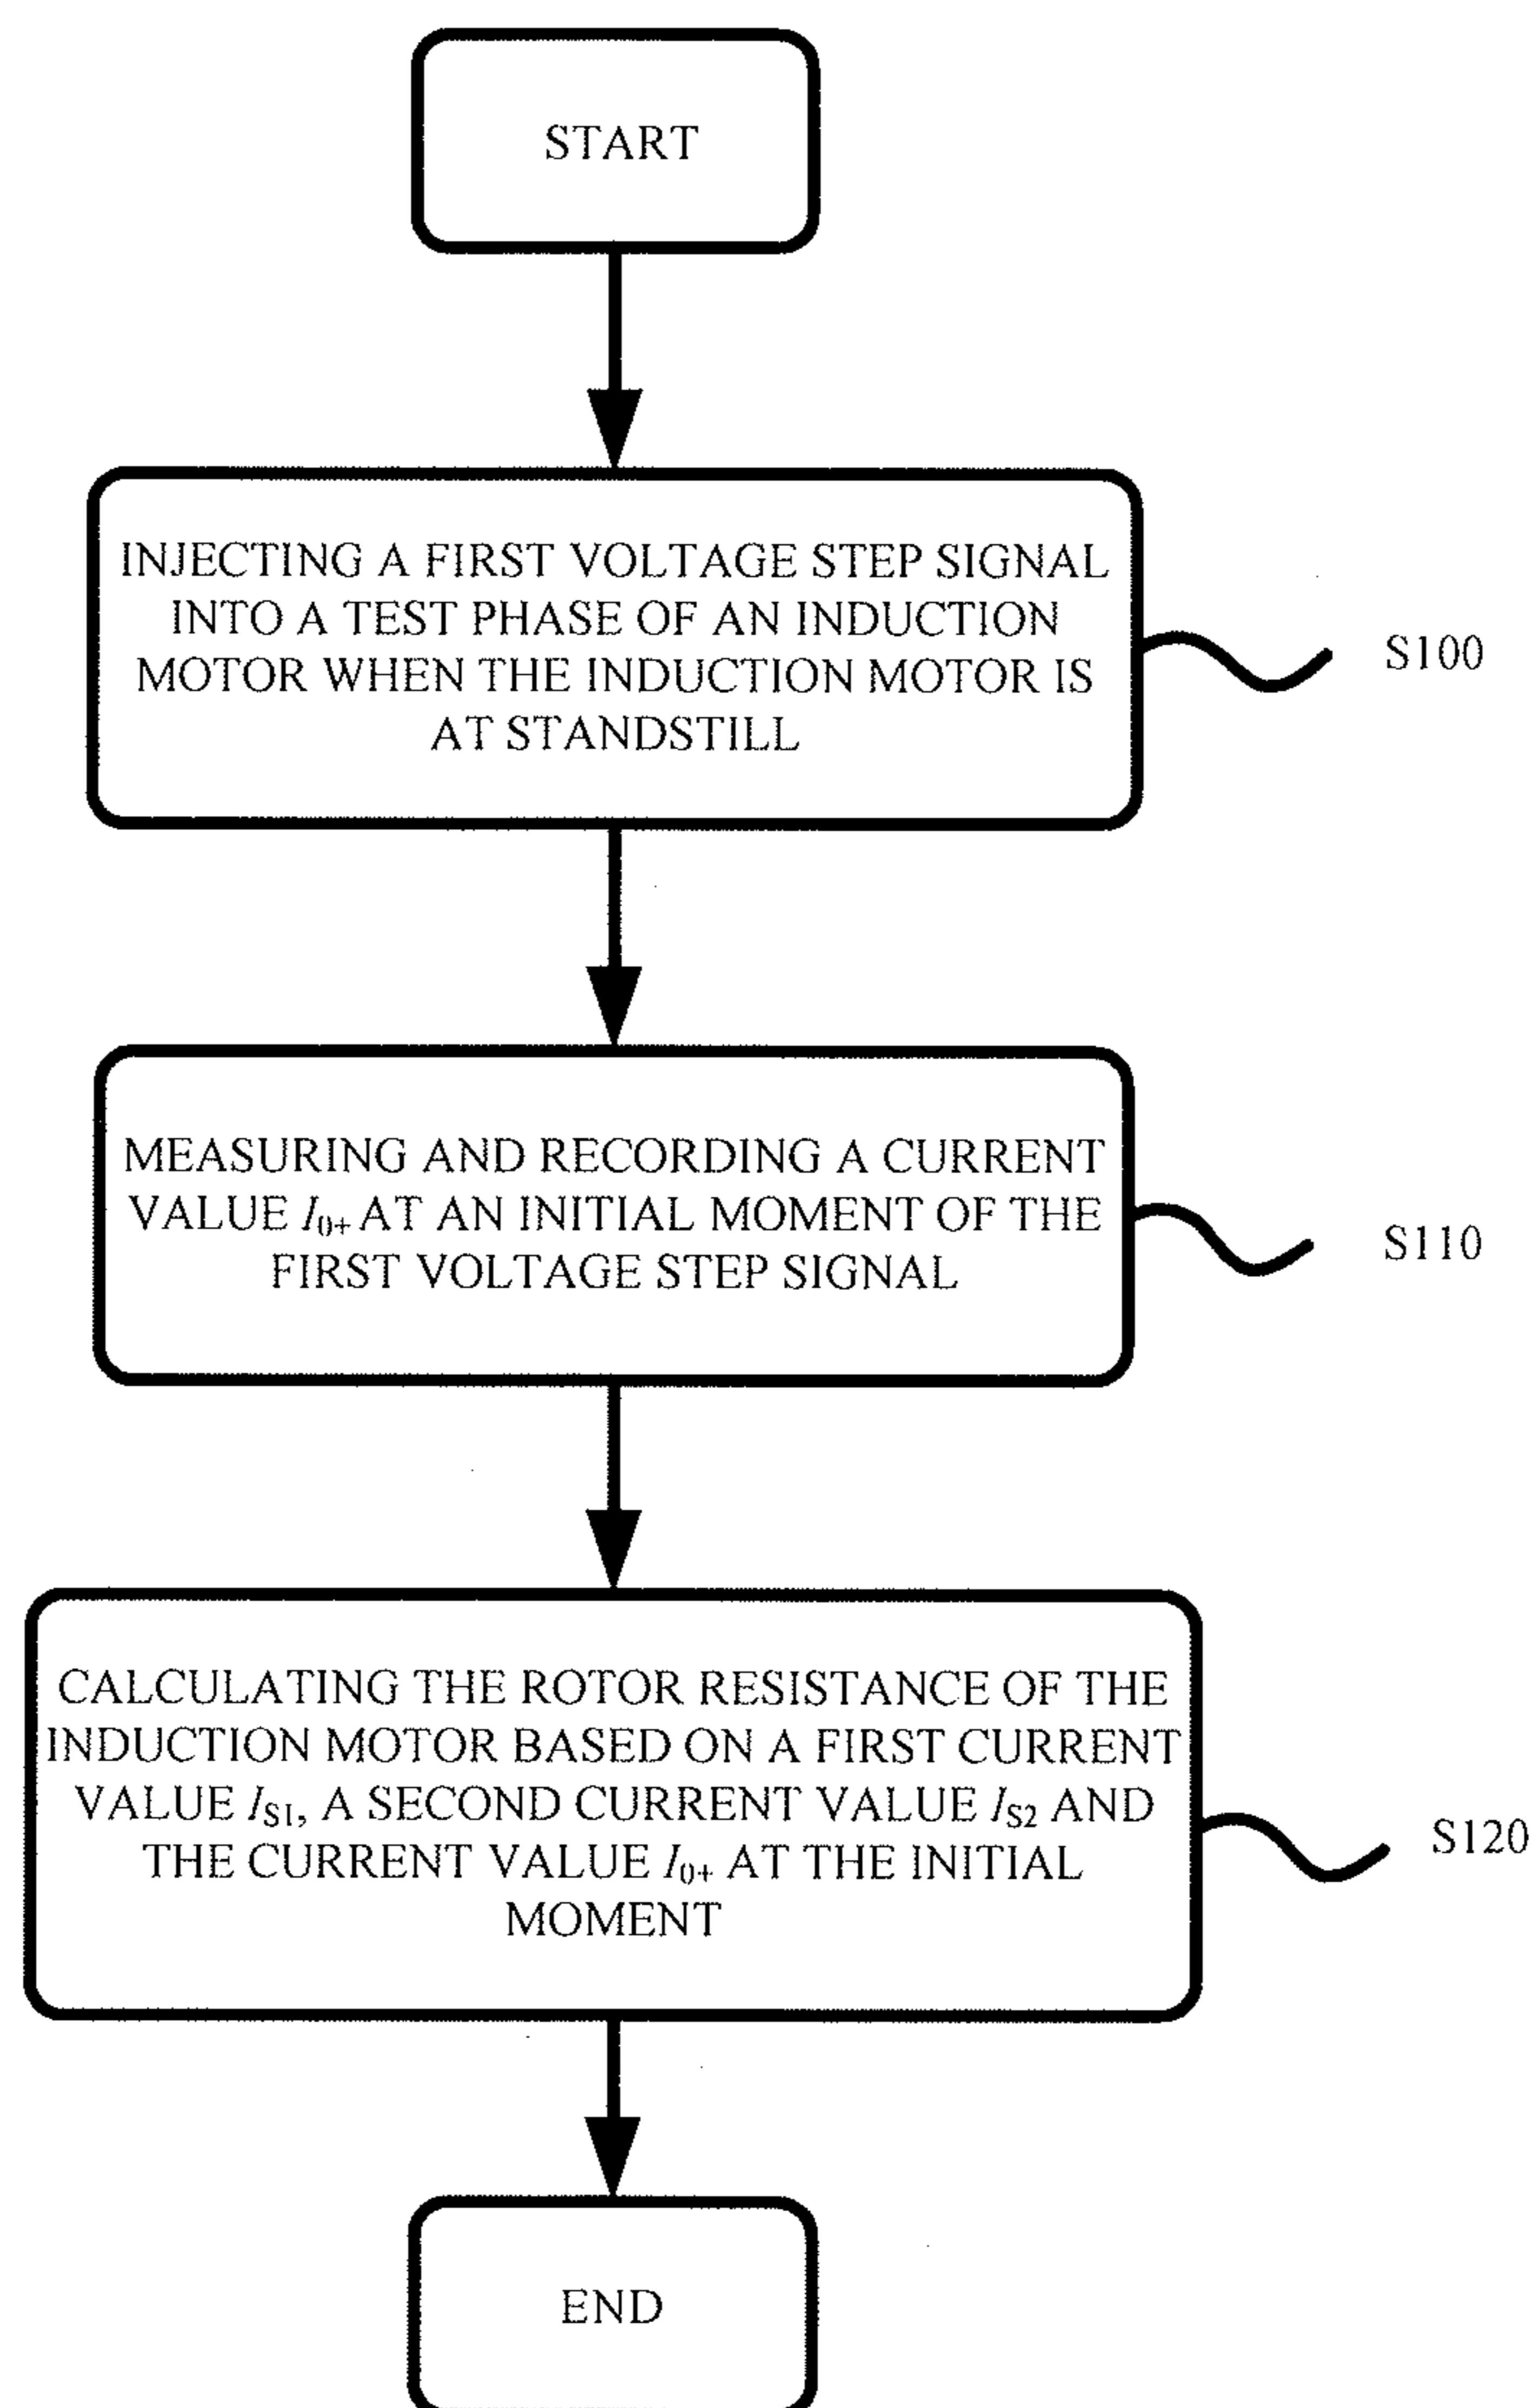 START
INJECTING A FIRST VOLTAGE STEP SIGNAL
INTO A TEST PHASE OF AN INDUCTION
MOTOR WHEN THE INDUCTION MOTOR IS
AT STANDSTILL
S100
MEASURING AND RECORDING A CURRENT
VALUE I0+ AT AN INITIAL MOMENT OF THE
FIRST VOLTAGE STEP SIGNAL
S110
CALCULATING THE ROTOR RESISTANCE OF THE
INDUCTION MOTOR BASED ON A FIRST CURRENT
VALUE IS1, A SECOND CURRENT VALUE IS2 AND
THE CURRENT VALUE I0+ AT THE INITIAL
MOMENT
S120
END